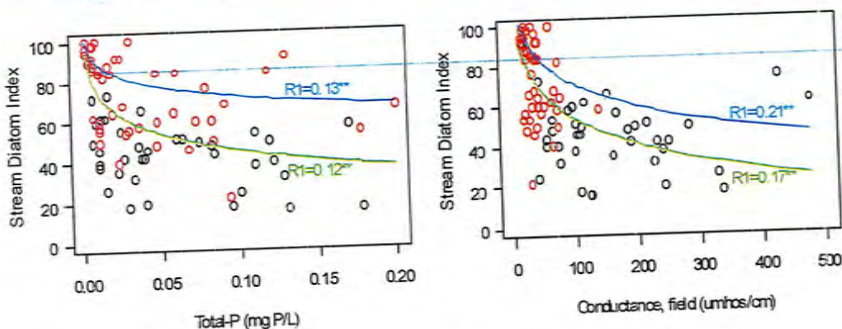 Stream Diatom Index
100
80
60
40
20
0
R1=0.13**
R1=0.12**
0.00 0.05 0.10 0.15 0.20
Total-P (mg P/L)
Stream Diatom Index
100
80
60
40
20
0
R1=0.21**
R1=0.17**
0 100 200 300 400 500
Conductance, field (umhos/cm)